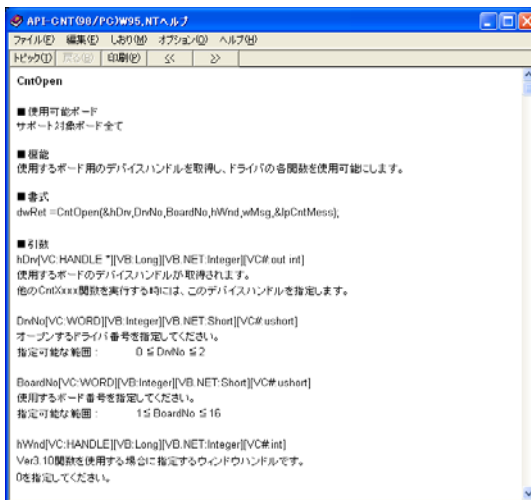 API-CNT(98/PC)W95,NTヘルプ
ファイル(F) 編集(E) しおり(M) オプション(O) ヘルプ(H)
トピック(T) 戻る(B) 印刷(P) << >>
CntOpen
■使用可能ボード
サポート対象ボード全て
■機能
使用するボード用のデバイスハンドルを取得し、ドライバの各関数を使用可能にします。
■書式
dwRet =CntOpen(&hDrv,DrvNo,BoardNo,hWnd,wMsg,&lpCntMess);
■引数
hDrv[VC:HANDLE *][VB:Long][VB.NET:Integer][VC#:out int]
使用するボードのデバイスハンドルが取得されます。
他のCntXxxx関数を実行する時には、このデバイスハンドルを指定します。
DrvNo[VC:WORD][VB:Integer][VB.NET:Short][VC#:ushort]
オープンするドライバ番号を指定してください。
指定可能な範囲: 0 ≦ DrvNo ≦ 2
BoardNo[VC:WORD][VB:Integer][VB.NET:Short][VC#:ushort]
使用するボード番号を指定してください。
指定可能な範囲: 1 ≦ BoardNo ≦ 16
hWnd[VC:HANDLE][VB:Long][VB.NET:Integer][VC#:int]
Ver3.10関数を使用する場合に指定するウィンドウハンドルです。
0を指定してください。